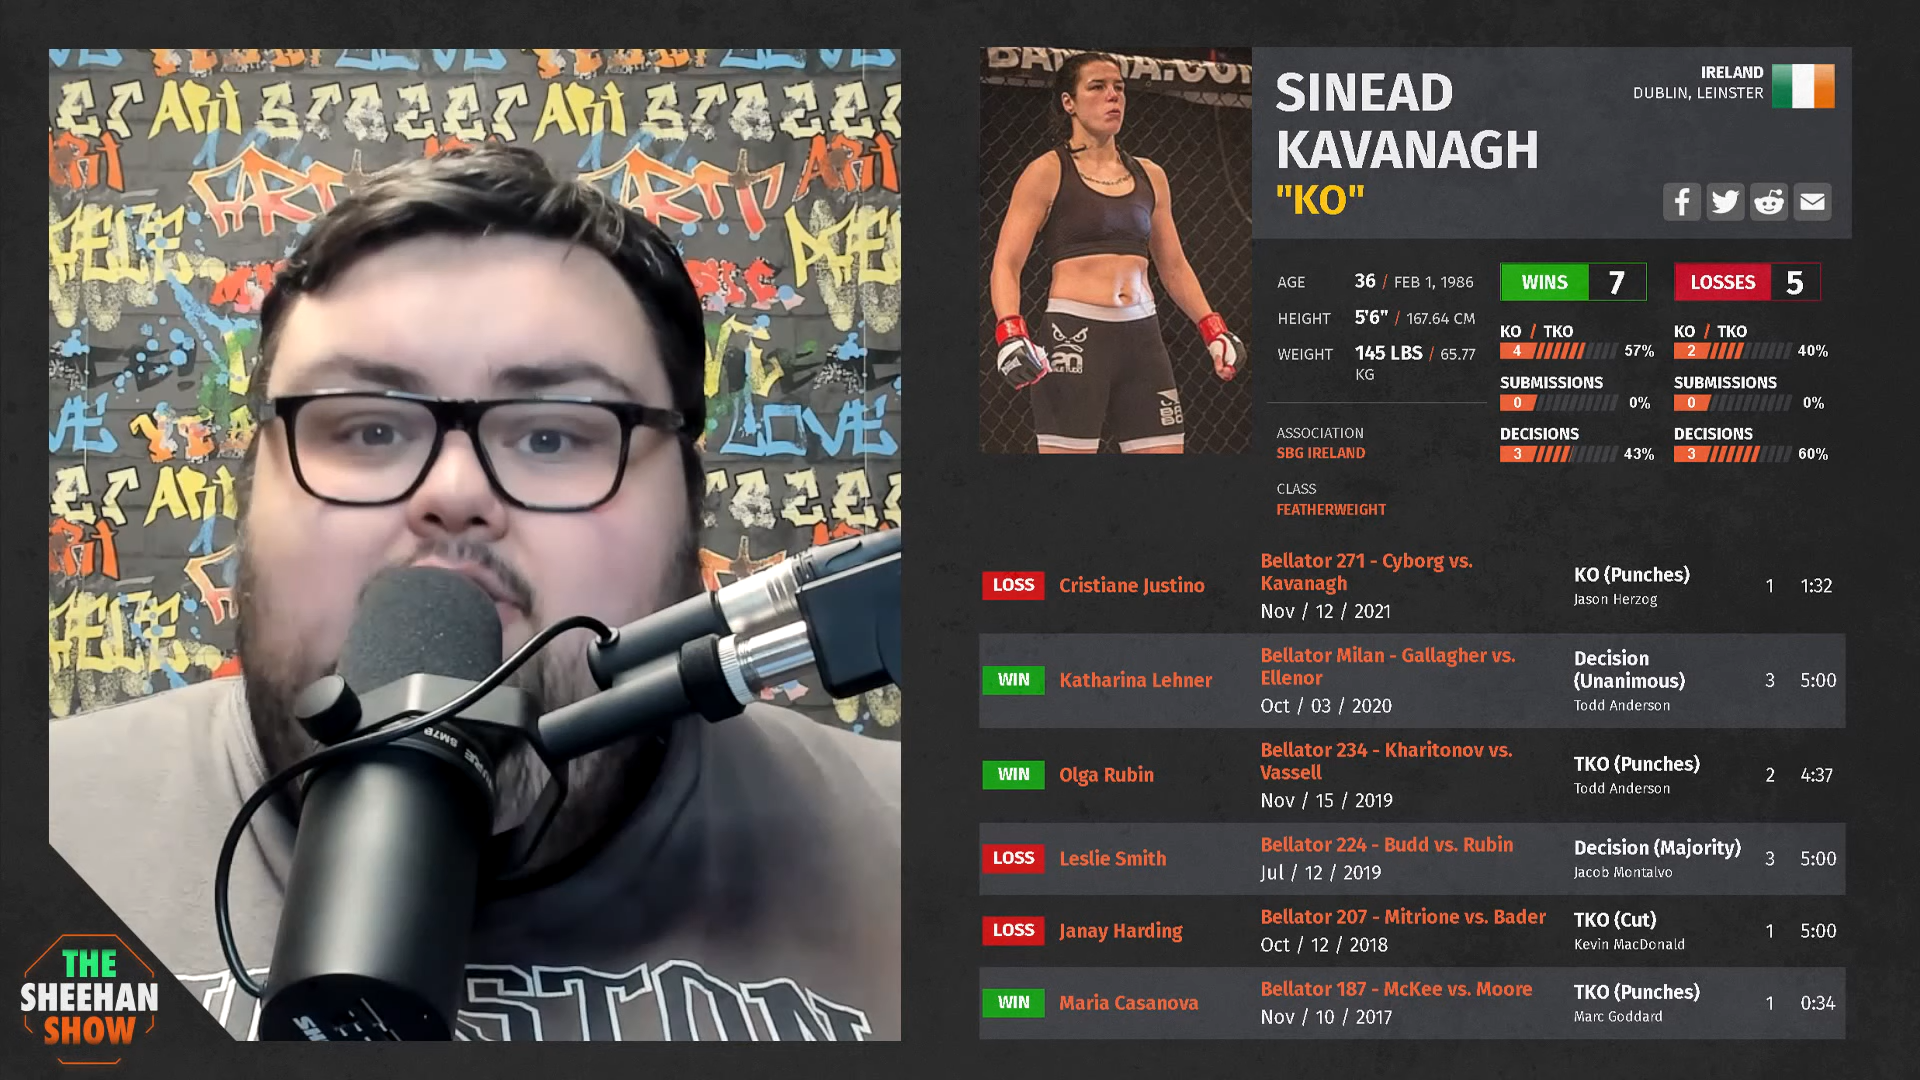 STREET ART STREET ART STREET
ART
LOVE
SM7B
THE
SHEEHAN
SHOW
SINEAD
KAVANAGH
"KO"
IRELAND
DUBLIN, LEINSTER
AGE 36 / FEB 1, 1986
HEIGHT 5'6" / 167.64 CM
WEIGHT 145 LBS / 65.77
KG
ASSOCIATION
SBG IRELAND
CLASS
FEATHERWEIGHT
WINS 7
KO / TKO
4 57%
SUBMISSIONS
0 0%
DECISIONS
3 43%
LOSSES 5
KO / TKO
2 40%
SUBMISSIONS
0 0%
DECISIONS
3 60%
LOSS Cristiane Justino Bellator 271 - Cyborg vs.
Kavanagh
Nov / 12 / 2021
KO (Punches)
Jason Herzog
1 1:32
WIN Katharina Lehner Bellator Milan - Gallagher vs.
Ellenor
Oct / 03 / 2020
Decision
(Unanimous)
Todd Anderson
3 5:00
WIN Olga Rubin Bellator 234 - Kharitonov vs.
Vassell
Nov / 15 / 2019
TKO (Punches)
Todd Anderson
2 4:37
LOSS Leslie Smith Bellator 224 - Budd vs. Rubin
Jul / 12 / 2019
Decision (Majority)
Jacob Montalvo
3 5:00
LOSS Janay Harding Bellator 207 - Mitrione vs. Bader
Oct / 12 / 2018
TKO (Cut)
Kevin MacDonald
1 5:00
WIN Maria Casanova Bellator 187 - McKee vs. Moore
Nov / 10 / 2017
TKO (Punches)
Marc Goddard
1 0:34